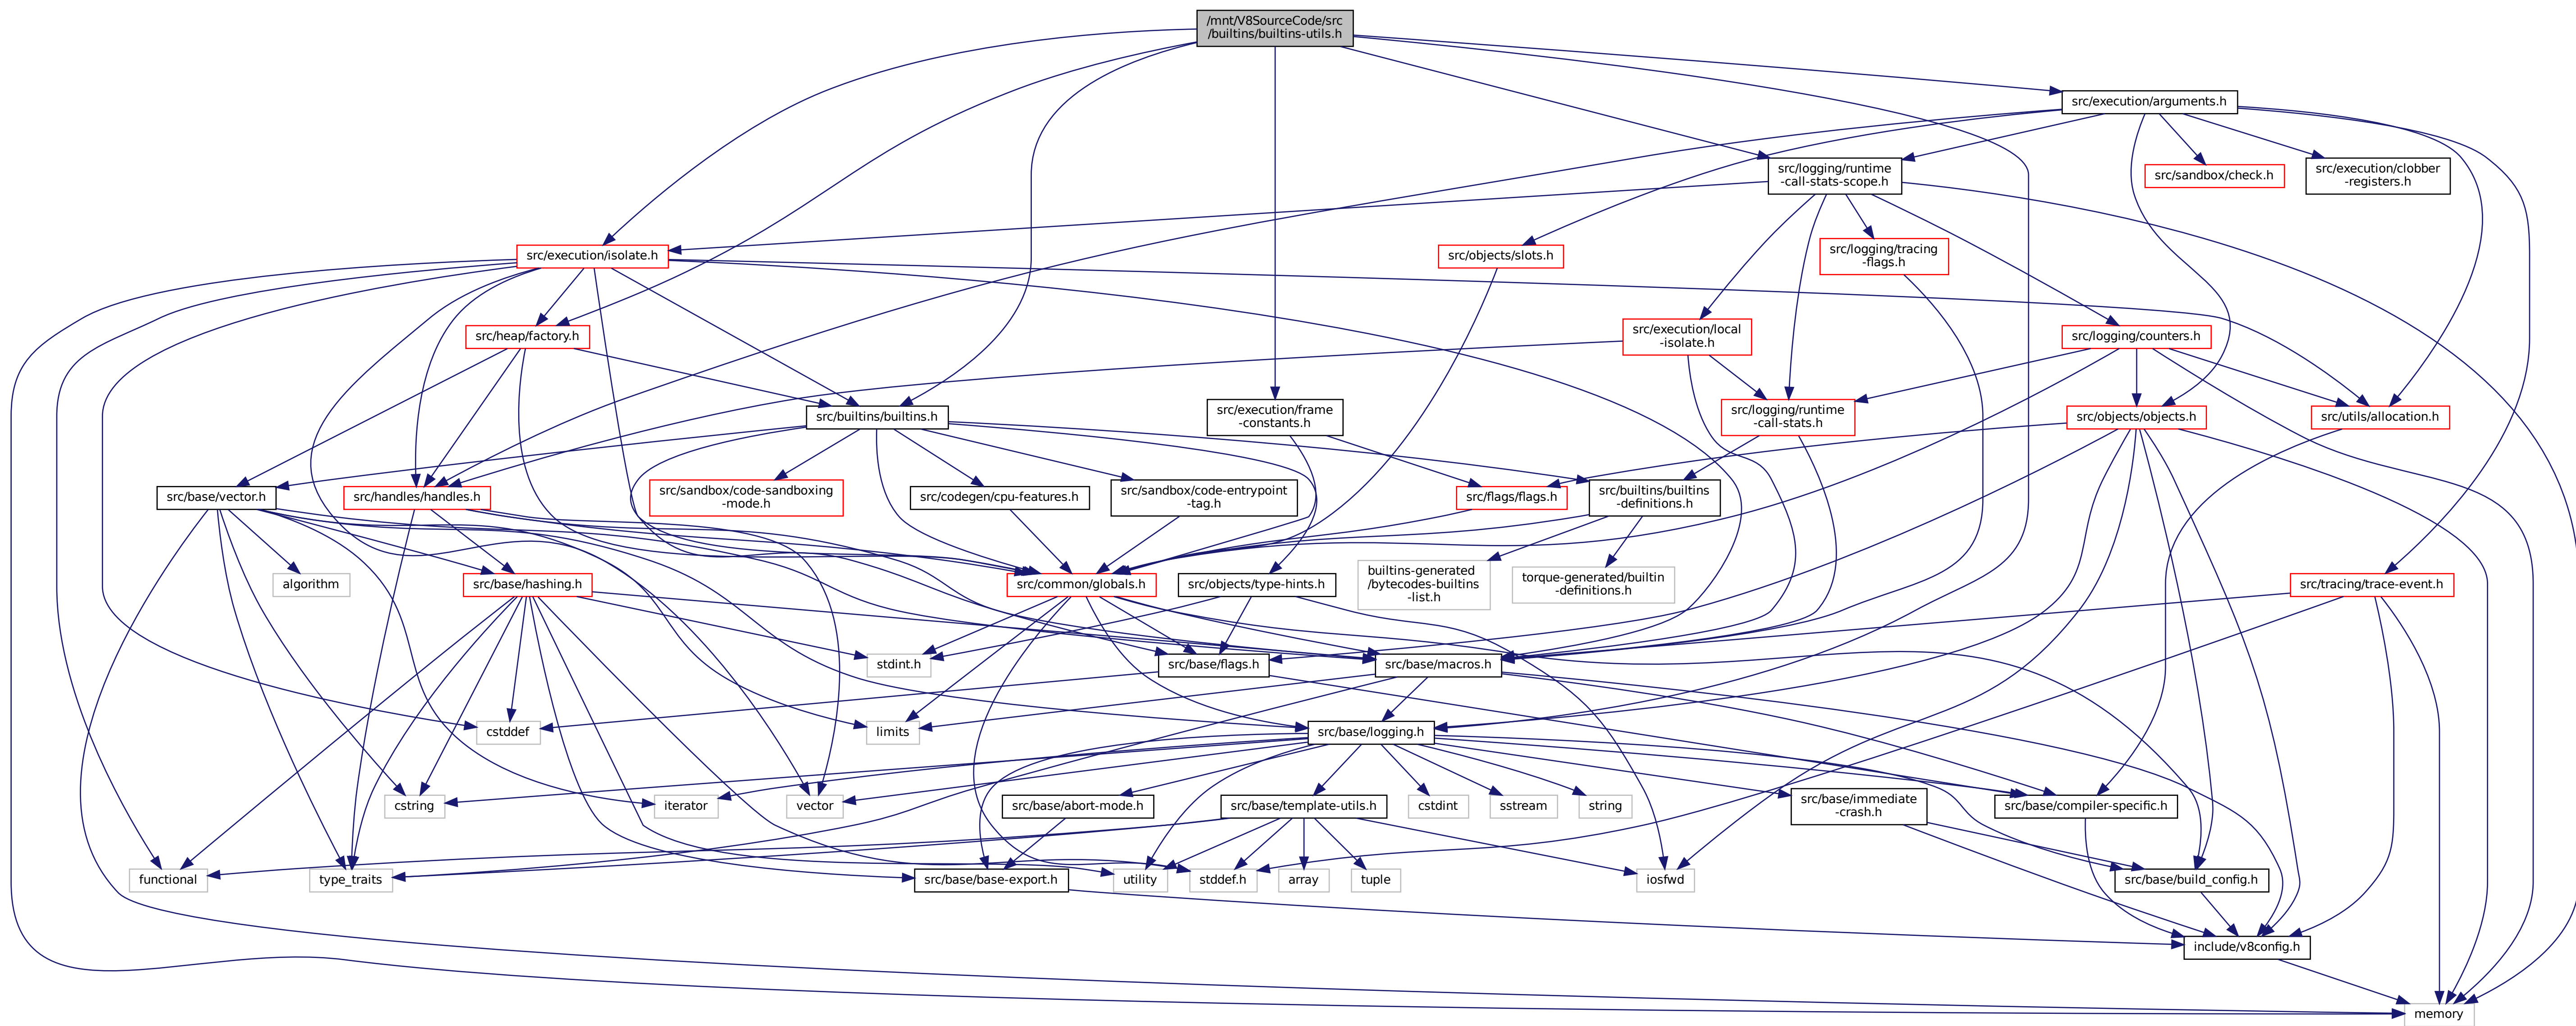 /mnt/V8SourceCode/src
/builtins/builtins-utils.h
src/execution/arguments.h
src/logging/runtime
-call-stats-scope.h
src/sandbox/check.h
src/execution/clobber
-registers.h
src/execution/isolate.h
src/objects/slots.h
src/logging/tracing
-flags.h
src/heap/factory.h
src/execution/local
-isolate.h
src/logging/counters.h
src/builtins/builtins.h
src/execution/frame
-constants.h
src/logging/runtime
-call-stats.h
src/objects/objects.h
src/utils/allocation.h
src/base/vector.h
src/handles/handles.h
src/sandbox/code-sandboxing
-mode.h
src/codegen/cpu-features.h
src/sandbox/code-entrypoint
-tag.h
src/flags/flags.h
src/builtins/builtins
-definitions.h
algorithm
src/base/hashing.h
src/common/globals.h
src/objects/type-hints.h
builtins-generated
/bytecodes-builtins
-list.h
torque-generated/builtin
-definitions.h
src/tracing/trace-event.h
stdint.h
src/base/flags.h
src/base/macros.h
cstddef
limits
src/base/logging.h
cstring
iterator
vector
src/base/abort-mode.h
src/base/template-utils.h
cstdint
sstream
string
src/base/immediate
-crash.h
src/base/compiler-specific.h
functional
type_traits
src/base/base-export.h
utility
stddef.h
array
tuple
iosfwd
src/base/build_config.h
include/v8config.h
memory